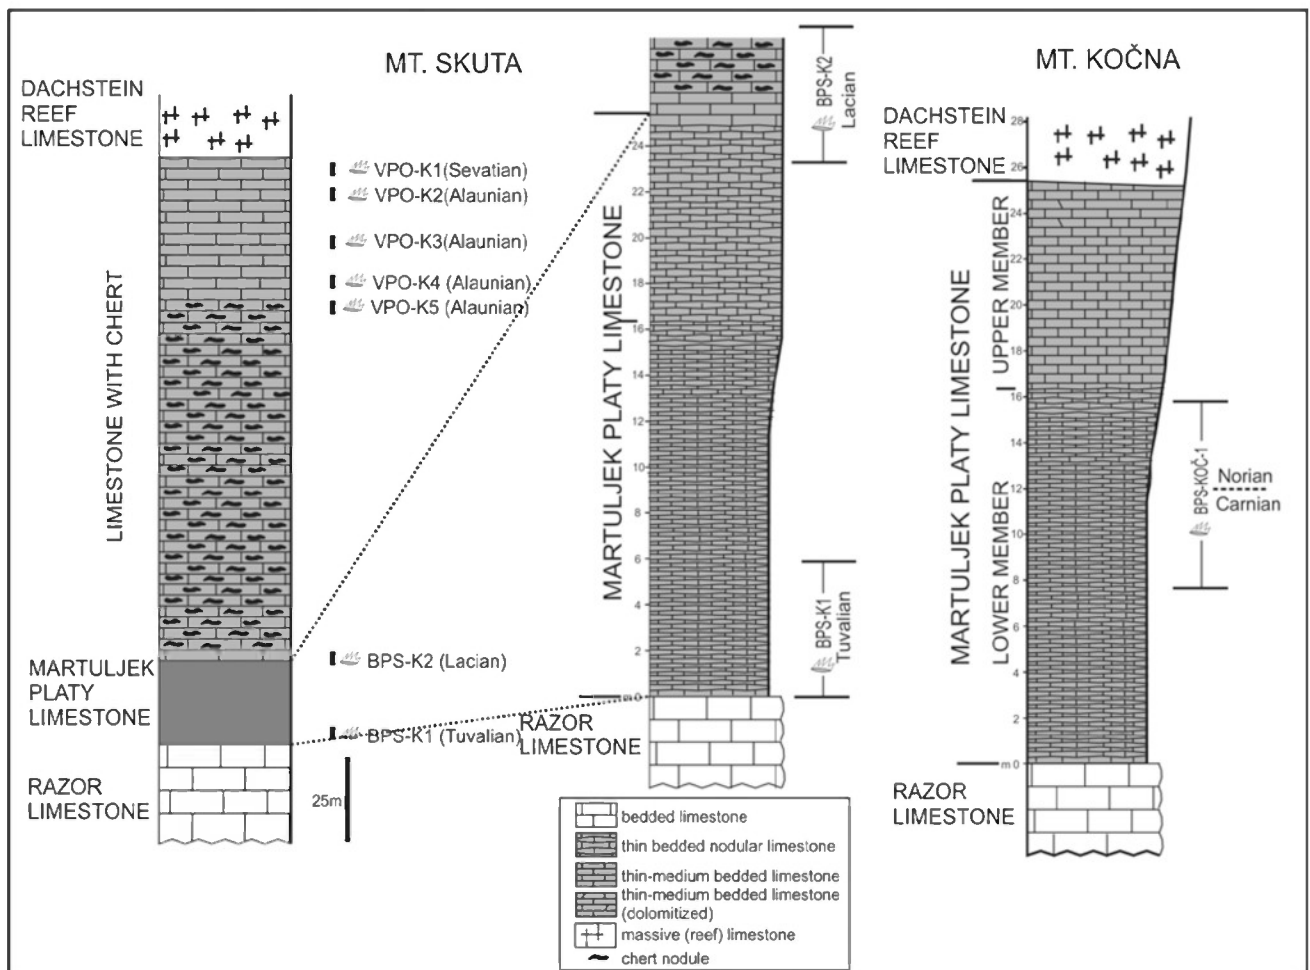 MT. SKUTA
DACHSTEIN
REEF
LIMESTONE
VPO-K1(Sevatian)
VPO-K2(Alaunian)
VPO-K3(Alaunian)
VPO-K4 (Alaunian)
VPO-K5 (Alaunian)
LIMESTONE WITH CHERT
MARTULJEK
PLATY
LIMESTONE
BPS-K2 (Lacian)
BPS-K1 (Tuvalian)
RAZOR
LIMESTONE
25m
MARTULJEK PLATY LIMESTONE
24
22
20
18
16
14
12
10
8
6
4
2
m 0
BPS-K2
Lacian
BPS-K1
Tuvalian
RAZOR
LIMESTONE
MT. KOČNA
DACHSTEIN
REEF
LIMESTONE
28
26
24
22
20
18
16
14
12
10
8
6
4
2
m 0
MARTULJEK PLATY LIMESTONE
UPPER MEMBER
LOWER MEMBER
BPS-KOČ-1
Norian
Carnian
RAZOR
LIMESTONE
bedded limestone
thin bedded nodular limestone
thin-medium bedded limestone
thin-medium bedded limestone
(dolomitized)
massive (reef) limestone
chert nodule